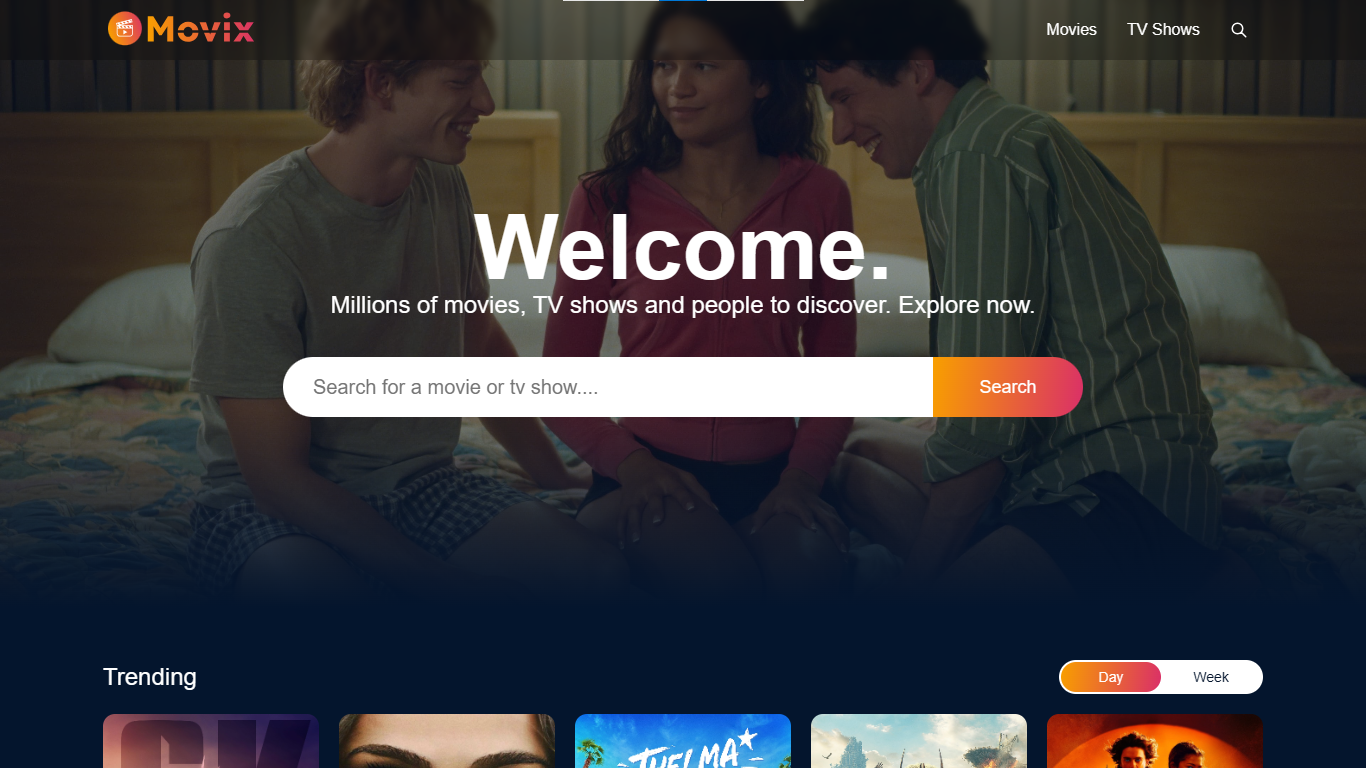 Movix
Movies
TV Shows
Welcome.
Millions of movies, TV shows and people to discover. Explore now.
Search for a movie or tv show....
Search
Trending
Day
Week
THELMA